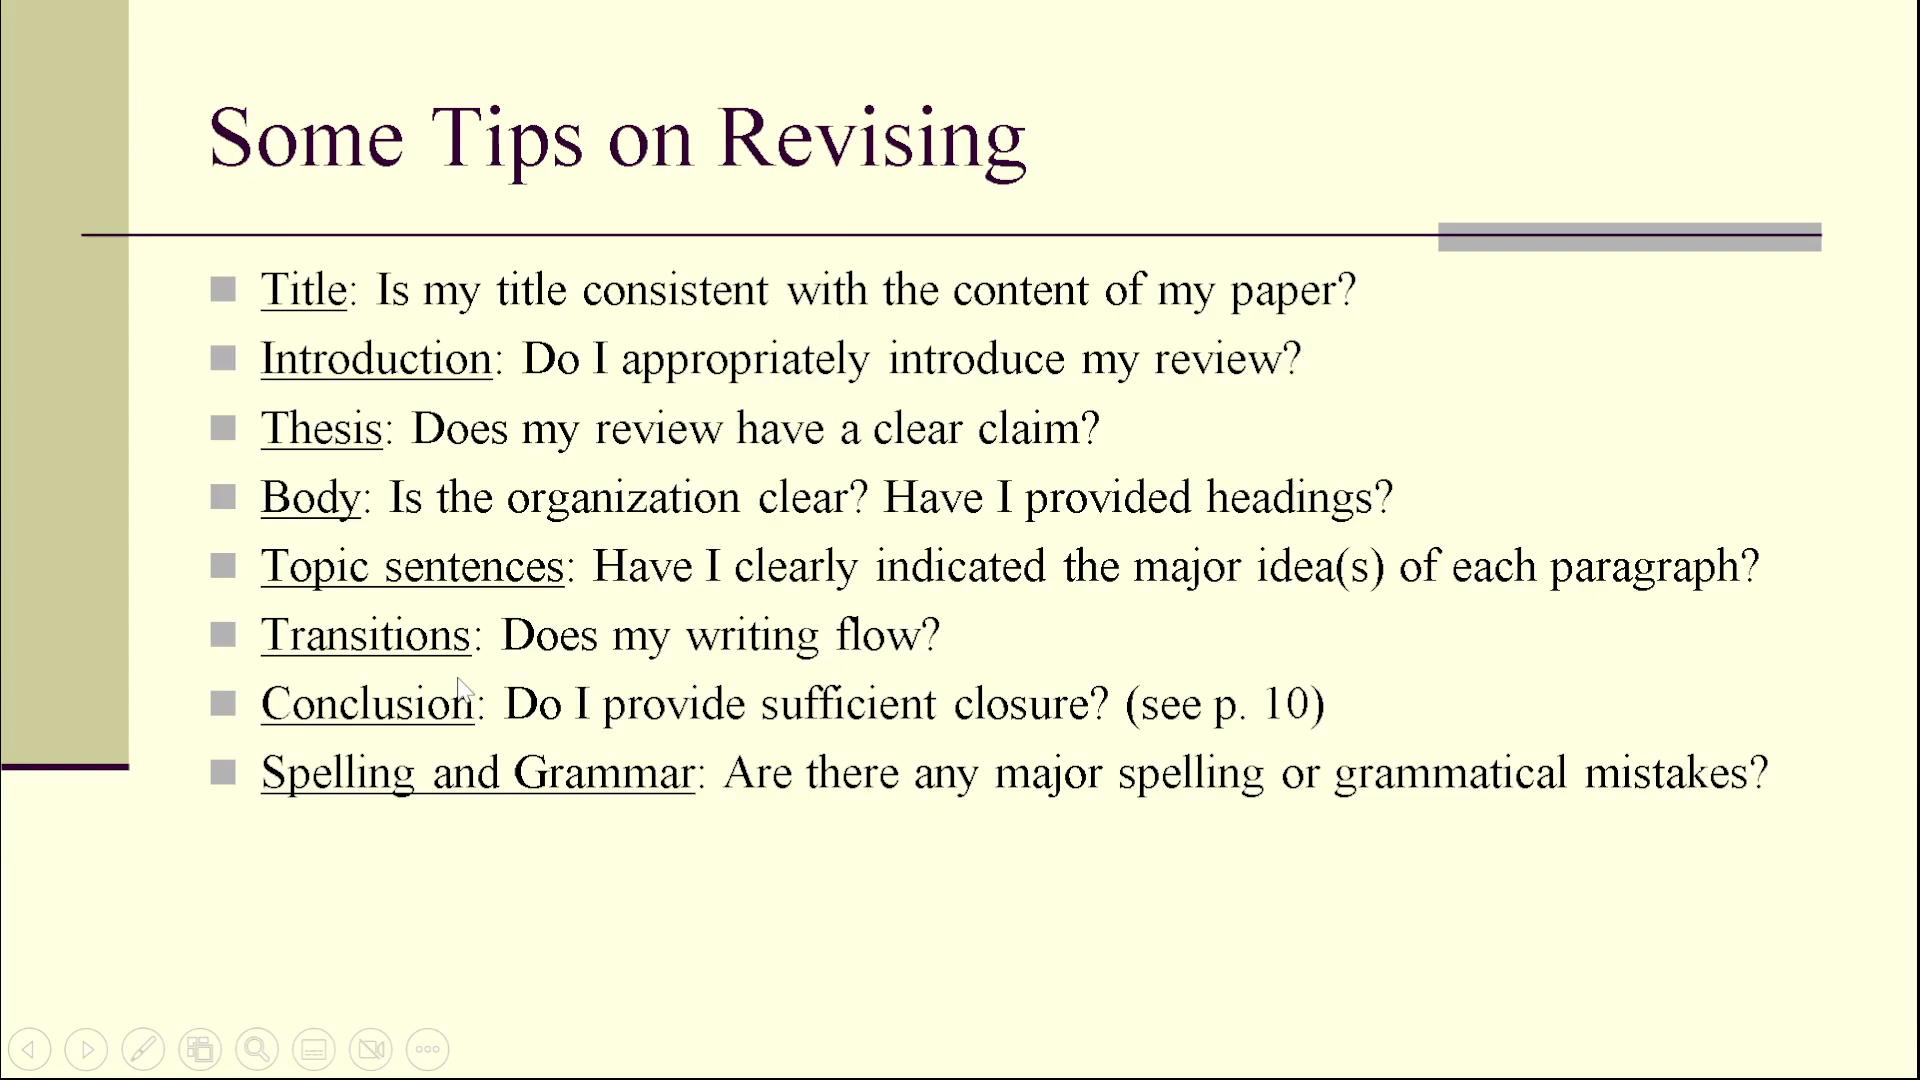 Some Tips on Revising
Title: Is my title consistent with the content of my paper?
Introduction: Do I appropriately introduce my review?
Thesis: Does my review have a clear claim?
Body: Is the organization clear? Have I provided headings?
Topic sentences: Have I clearly indicated the major idea(s) of each paragraph?
Transitions: Does my writing flow?
Conclusion: Do I provide sufficient closure? (see p. 10)
Spelling and Grammar: Are there any major spelling or grammatical mistakes?